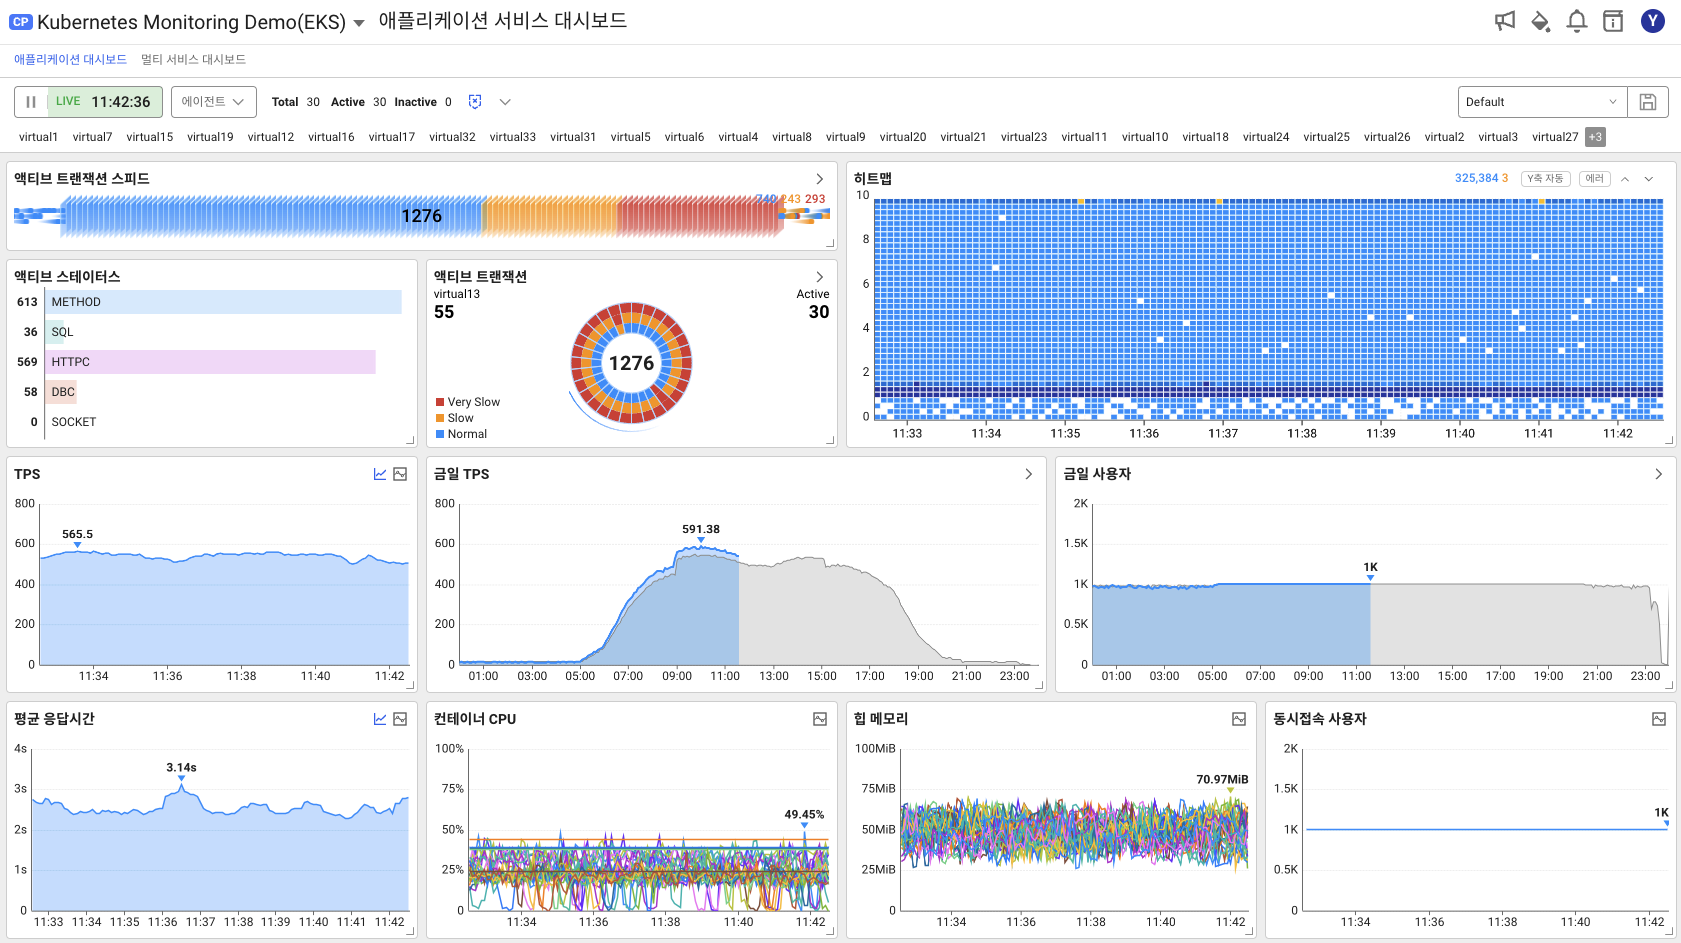 CP Kubernetes Monitoring Demo(EKS) 애플리케이션 서비스 대시보드 Y
애플리케이션 대시보드 멀티 서비스 대시보드
LIVE 11:42:36 에이전트 Total 30 Active 30 Inactive 0 Default
virtual1 virtual7 virtual15 virtual19 virtual12 virtual16 virtual17 virtual32 virtual33 virtual31 virtual5 virtual6 virtual4 virtual8 virtual9 virtual20 virtual21 virtual23 virtual11 virtual10 virtual18 virtual24 virtual25 virtual26 virtual2 virtual3 virtual27 +3
액티브 트랜잭션 스피드
740 243 293
1276
히트맵 325,384 3 Y축 자동 에러
10
8
6
4
2
0
11:33 11:34 11:35 11:36 11:37 11:38 11:39 11:40 11:41 11:42
액티브 스테이터스
613 METHOD
36 SQL
569 HTTPC
58 DBC
0 SOCKET
액티브 트랜잭션
virtual13 Active
55 30
1276
Very Slow
Slow
Normal
TPS
800
565.5
600
400
200
0
11:34 11:36 11:38 11:40 11:42
금일 TPS
800
591.38
600
400
200
0
01:00 03:00 05:00 07:00 09:00 11:00 13:00 15:00 17:00 19:00 21:00 23:00
금일 사용자
2K
1.5K
1K
1K
0.5K
0
01:00 03:00 05:00 07:00 09:00 11:00 13:00 15:00 17:00 19:00 21:00 23:00
평균 응답시간
4s
3.14s
3s
2s
1s
0
11:33 11:34 11:35 11:36 11:37 11:38 11:39 11:40 11:41 11:42
컨테이너 CPU
100%
75%
49.45%
50%
25%
0
11:34 11:36 11:38 11:40 11:42
힙 메모리
100MiB
70.97MiB
75MiB
50MiB
25MiB
0
11:34 11:36 11:38 11:40 11:42
동시접속 사용자
2K
1.5K
1K
1K
0.5K
0
11:34 11:36 11:38 11:40 11:42